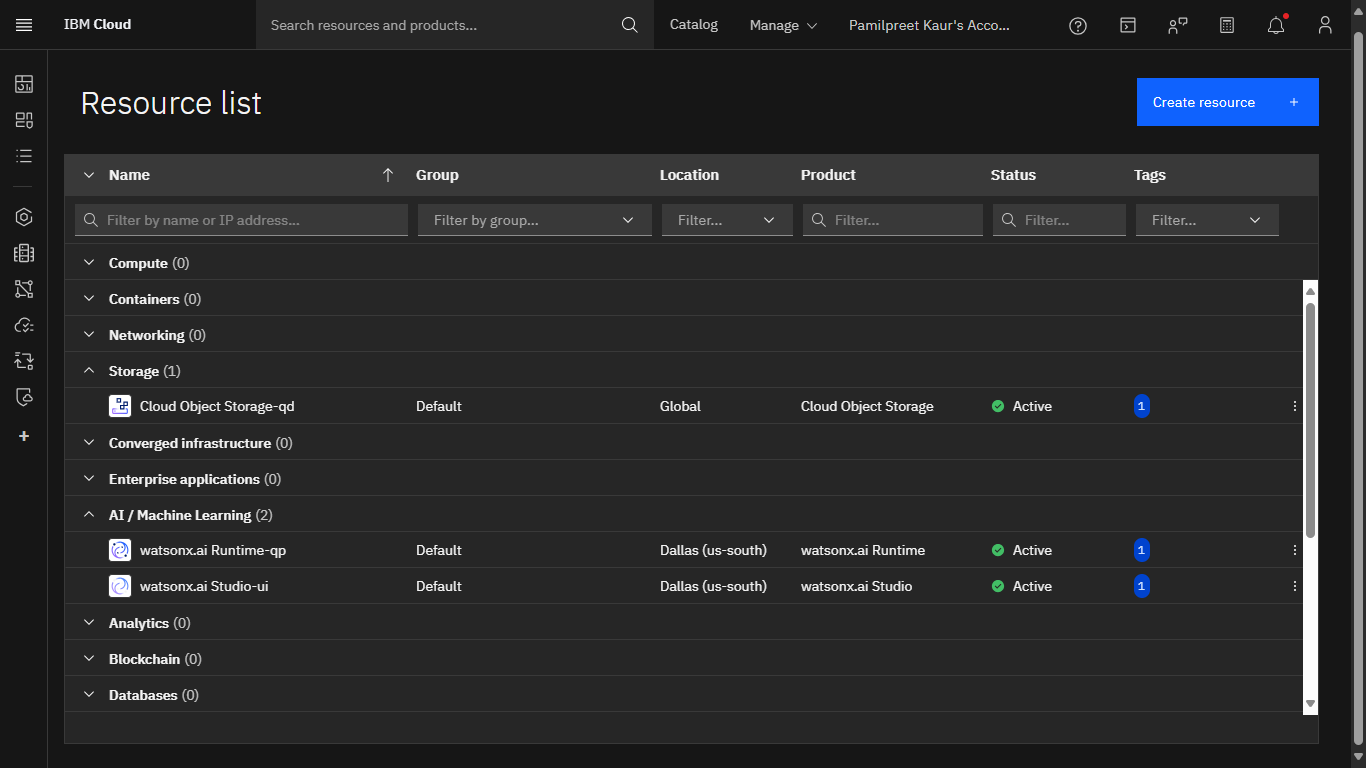 IBM Cloud Search resources and products... Catalog Manage Pamilpreet Kaur's Acco...
Resource list
Create resource +
Name Group Location Product Status Tags
Filter by name or IP address... Filter by group... Filter... Filter... Filter... Filter...
Compute (0)
Containers (0)
Networking (0)
Storage (1)
Cloud Object Storage-qd Default Global Cloud Object Storage Active 1
Converged infrastructure (0)
Enterprise applications (0)
AI / Machine Learning (2)
watsonx.ai Runtime-qp Default Dallas (us-south) watsonx.ai Runtime Active 1
watsonx.ai Studio-ui Default Dallas (us-south) watsonx.ai Studio Active 1
Analytics (0)
Blockchain (0)
Databases (0)